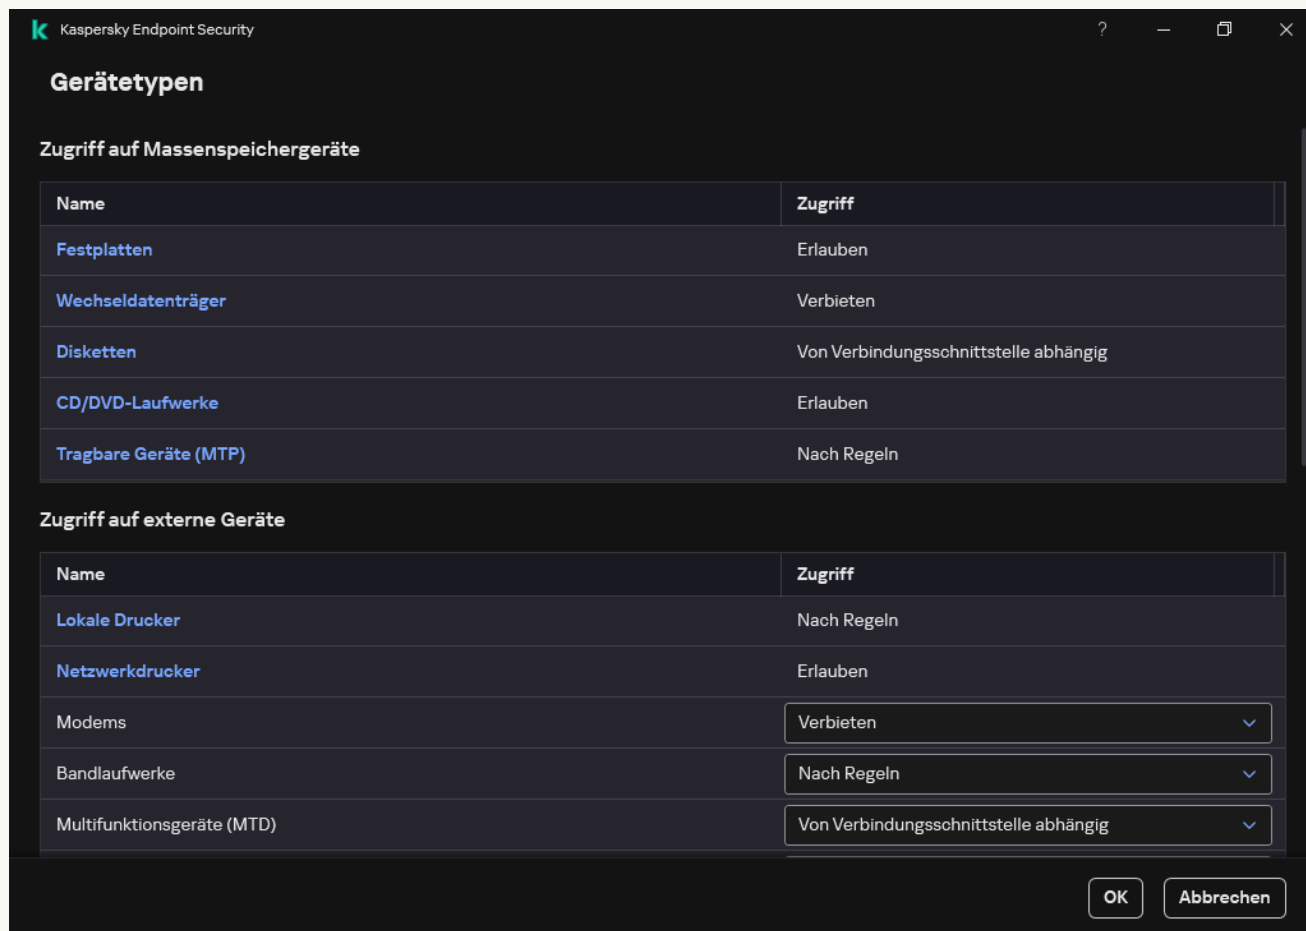 Kaspersky Endpoint Security
Gerätetypen
Zugriff auf Massenspeichergeräte
Name Zugriff
Festplatten Erlauben
Wechseldatenträger Verbieten
Disketten Von Verbindungsschnittstelle abhängig
CD/DVD-Laufwerke Erlauben
Tragbare Geräte (MTP) Nach Regeln
Zugriff auf externe Geräte
Name Zugriff
Lokale Drucker Nach Regeln
Netzwerkdrucker Erlauben
Modems Verbieten
Bandlaufwerke Nach Regeln
Multifunktionsgeräte (MTD) Von Verbindungsschnittstelle abhängig
OK Abbrechen